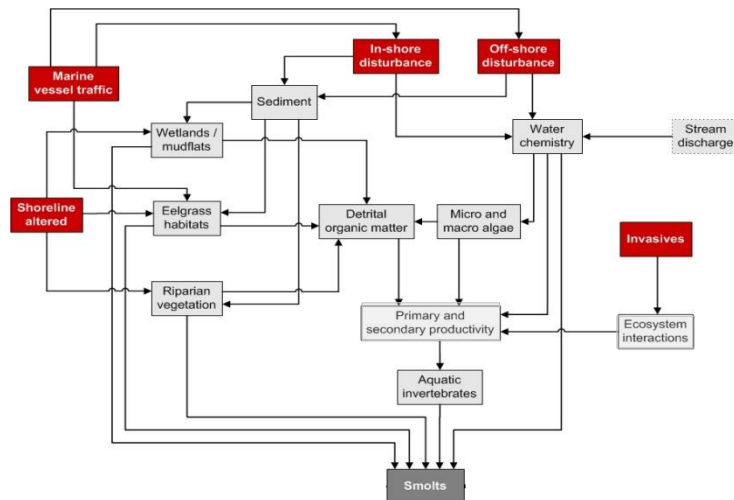 In-shore
disturbance
Off-shore
disturbance
Marine
vessel traffic
Sediment
Wetlands /
mudflats
Water
chemistry
Stream
discharge
Shoreline
altered
Eelgrass
habitats
Detrital
organic matter
Micro and
macro algae
Invasives
Riparian
vegetation
Primary and
secondary productivity
Ecosystem
interactions
Aquatic
invertebrates
Smolts